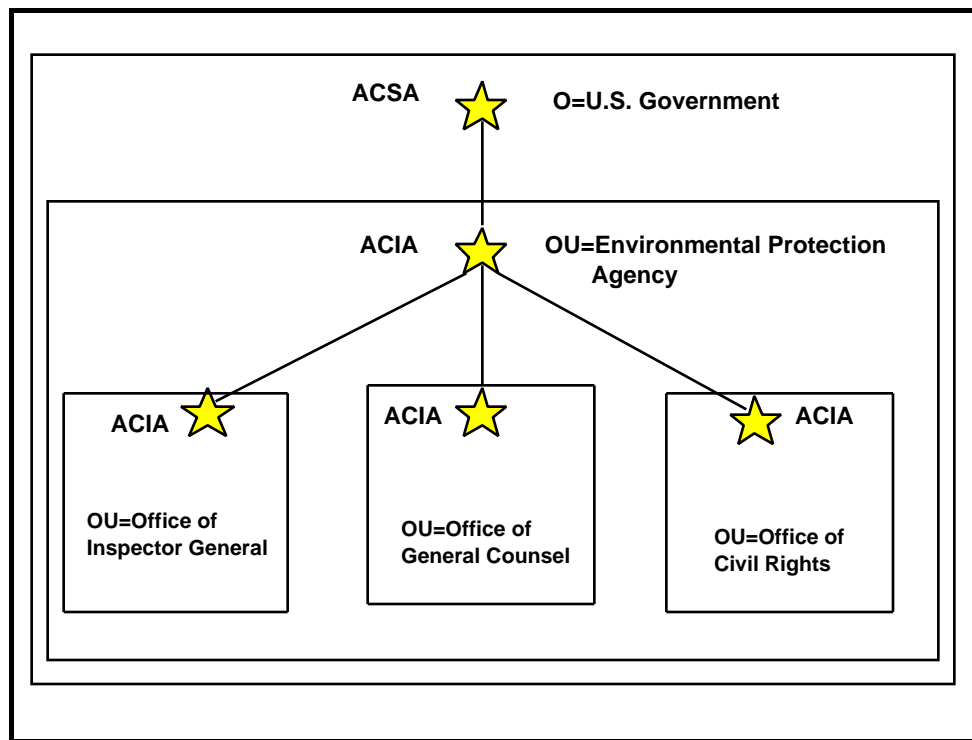 ACSA
O=U.S. Government
ACIA
OU=Environmental Protection
Agency
ACIA
OU=Office of
Inspector General
ACIA
OU=Office of
General Counsel
ACIA
OU=Office of
Civil Rights